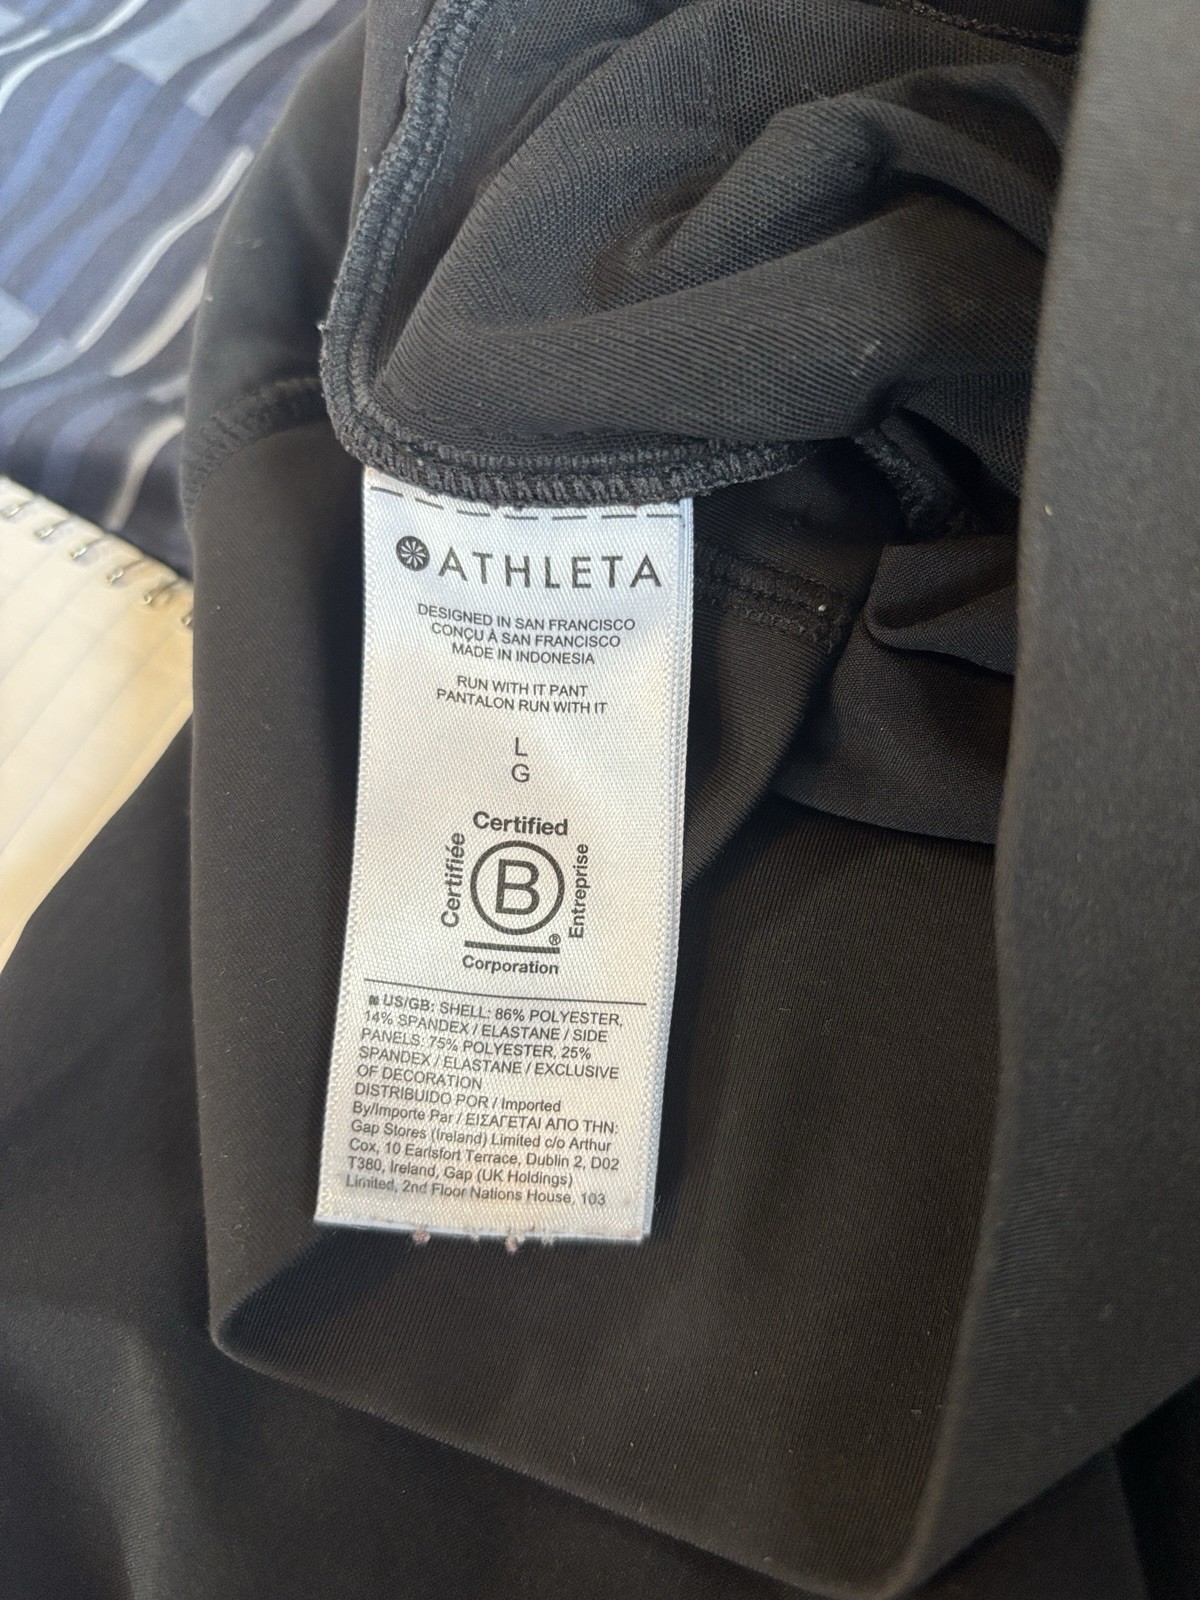 ATHLETA
DESIGNED IN SAN FRANCISCO
CONÇU À SAN FRANCISCO
MADE IN INDONESIA
RUN WITH IT PANT
PANTALON RUN WITH IT
L
G
Certified
Certifiée
B
Entreprise
®
Corporation
US/GB: SHELL: 86% POLYESTER,
14% SPANDEX / ELASTANE / SIDE
PANELS: 75% POLYESTER, 25%
SPANDEX / ELASTANE / EXCLUSIVE
OF DECORATION
DISTRIBUIDO POR / Imported
By/Importe Par / ΕΙΣΑΓΕΤΑΙ ΑΠΟ ΤΗΝ:
Gap Stores (Ireland) Limited c/o Arthur
Cox, 10 Earlsfort Terrace, Dublin 2, D02
T380, Ireland, Gap (UK Holdings)
Limited, 2nd Floor Nations House, 103